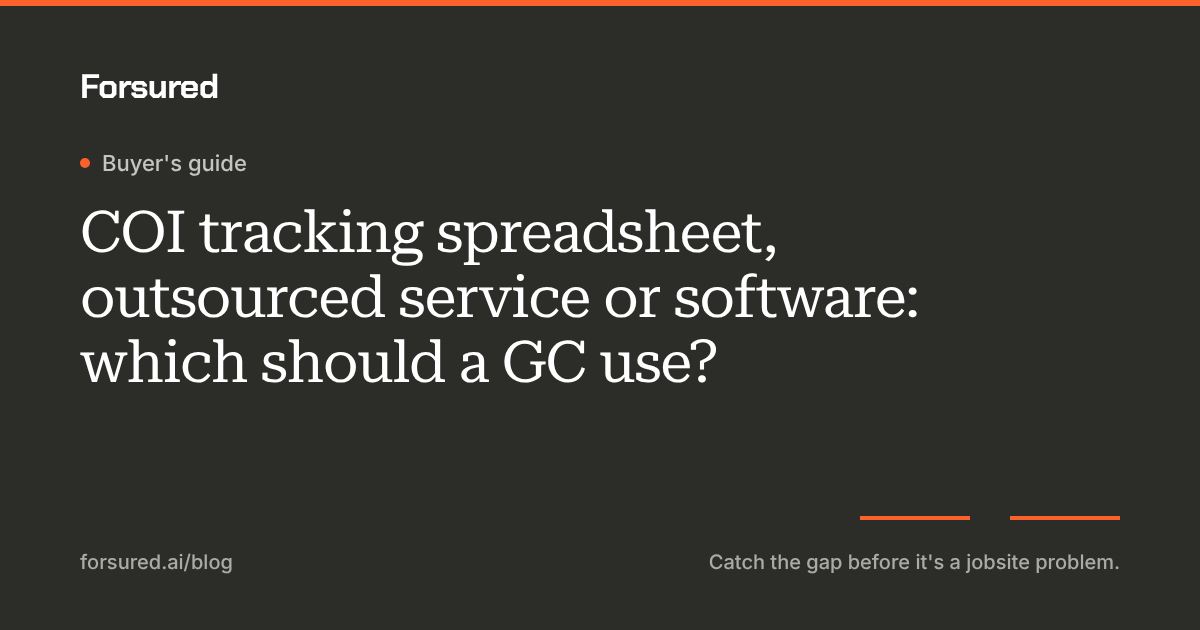 Forsured
Buyer's guide
COI tracking spreadsheet,
outsourced service or software:
which should a GC use?
forsured.ai/blog
Catch the gap before it's a jobsite problem.